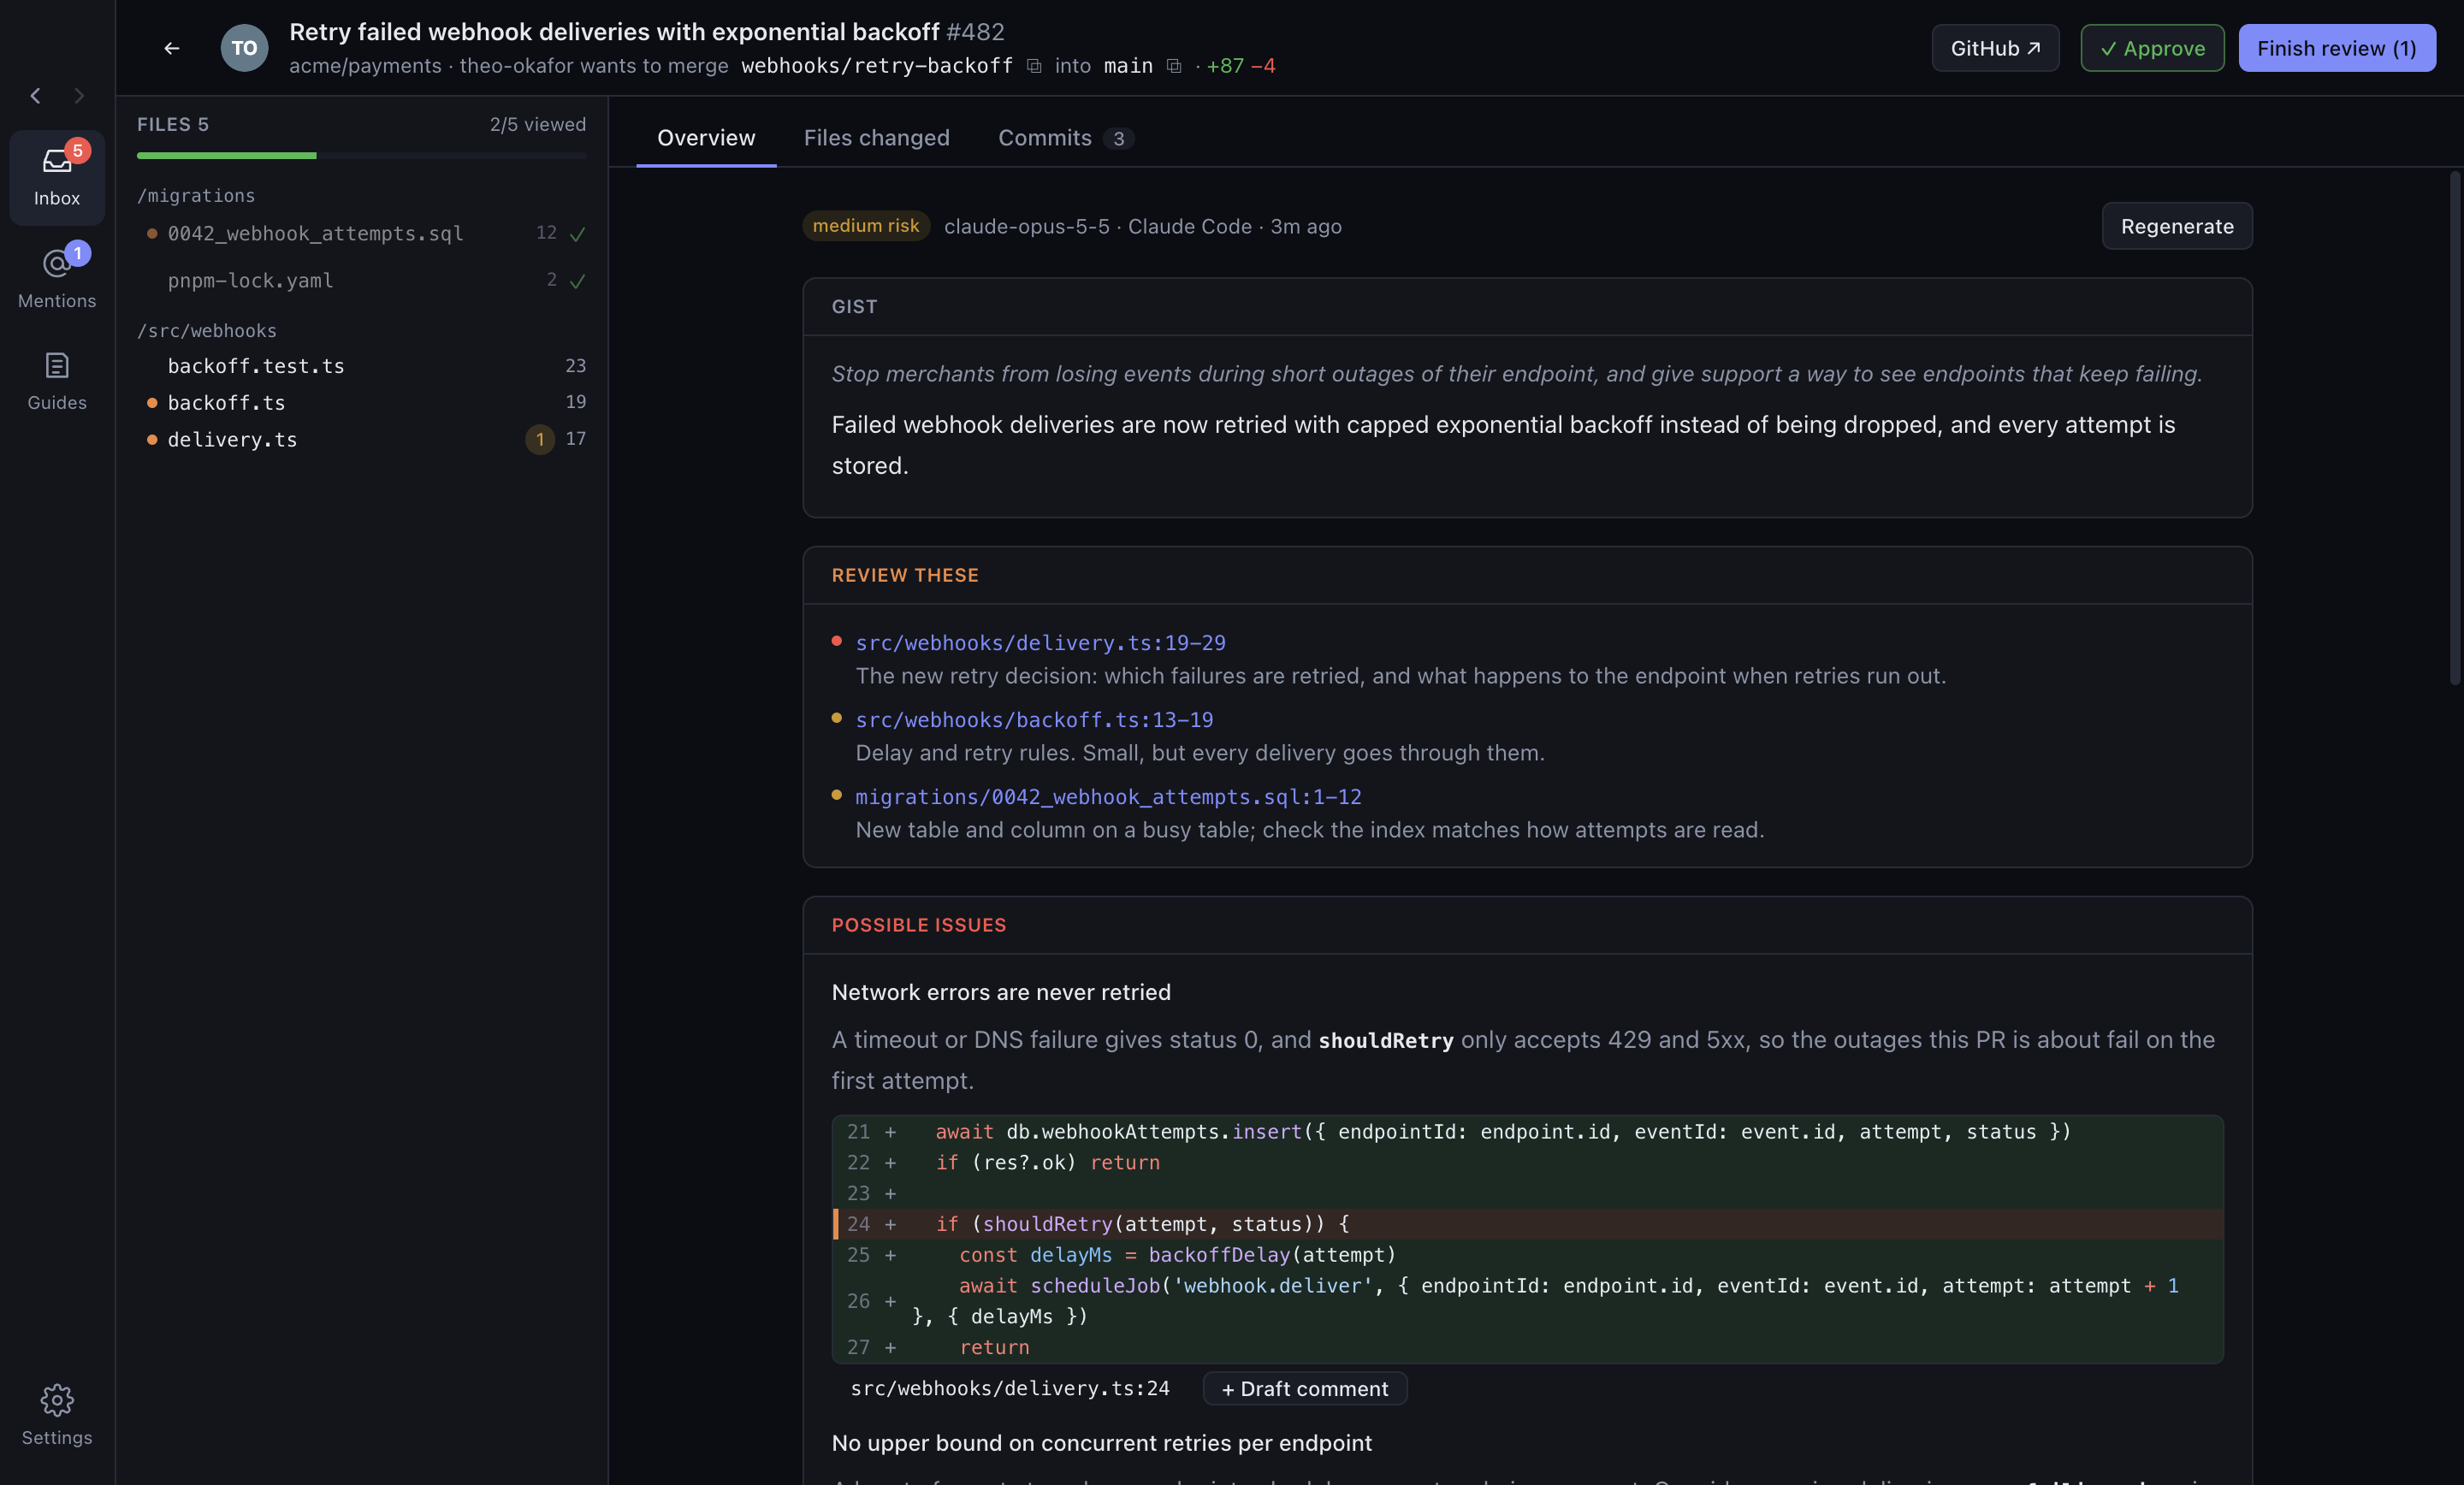 Retry failed webhook deliveries with exponential backoff #482
TO
acme/payments · theo-okafor wants to merge webhooks/retry-backoff into main · +87 −4
GitHub ↗
✓ Approve
Finish review (1)
5
Inbox
1
Mentions
Guides
Settings
FILES 5
2/5 viewed
/migrations
0042_webhook_attempts.sql 12 ✓
pnpm-lock.yaml 2 ✓
/src/webhooks
backoff.test.ts 23
backoff.ts 19
delivery.ts 1 17
Overview
Files changed
Commits 3
medium risk claude-opus-5-5 · Claude Code · 3m ago
Regenerate
GIST
Stop merchants from losing events during short outages of their endpoint, and give support a way to see endpoints that keep failing.
Failed webhook deliveries are now retried with capped exponential backoff instead of being dropped, and every attempt is
stored.
REVIEW THESE
src/webhooks/delivery.ts:19–29
The new retry decision: which failures are retried, and what happens to the endpoint when retries run out.
src/webhooks/backoff.ts:13–19
Delay and retry rules. Small, but every delivery goes through them.
migrations/0042_webhook_attempts.sql:1–12
New table and column on a busy table; check the index matches how attempts are read.
POSSIBLE ISSUES
Network errors are never retried
A timeout or DNS failure gives status 0, and shouldRetry only accepts 429 and 5xx, so the outages this PR is about fail on the
first attempt.
21 + await db.webhookAttempts.insert({ endpointId: endpoint.id, eventId: event.id, attempt, status })
22 + if (res?.ok) return
23 +
24 + if (shouldRetry(attempt, status)) {
25 + const delayMs = backoffDelay(attempt)
26 + await scheduleJob('webhook.deliver', { endpointId: endpoint.id, eventId: event.id, attempt: attempt + 1
}, { delayMs })
27 + return
src/webhooks/delivery.ts:24
+ Draft comment
No upper bound on concurrent retries per endpoint